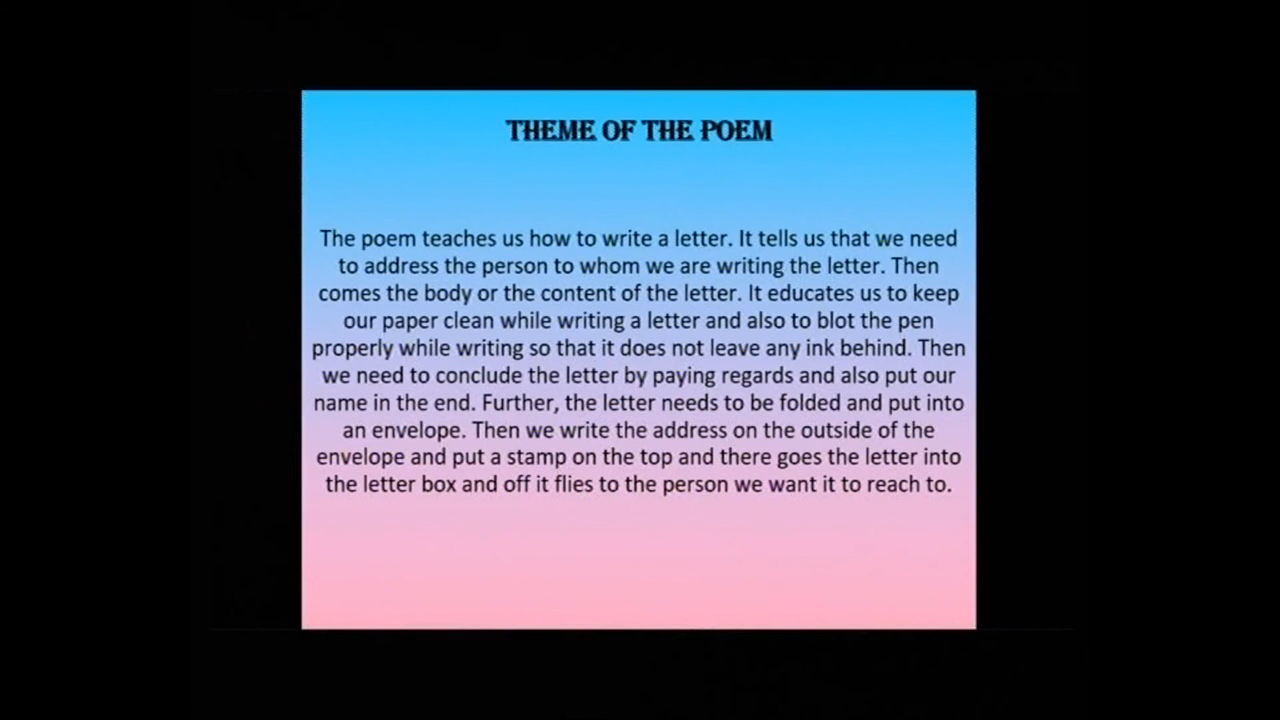 THEME OF THE POEM
The poem teaches us how to write a letter. It tells us that we need
to address the person to whom we are writing the letter. Then
comes the body or the content of the letter. It educates us to keep
our paper clean while writing a letter and also to blot the pen
properly while writing so that it does not leave any ink behind. Then
we need to conclude the letter by paying regards and also put our
name in the end. Further, the letter needs to be folded and put into
an envelope. Then we write the address on the outside of the
envelope and put a stamp on the top and there goes the letter into
the letter box and off it flies to the person we want it to reach to.